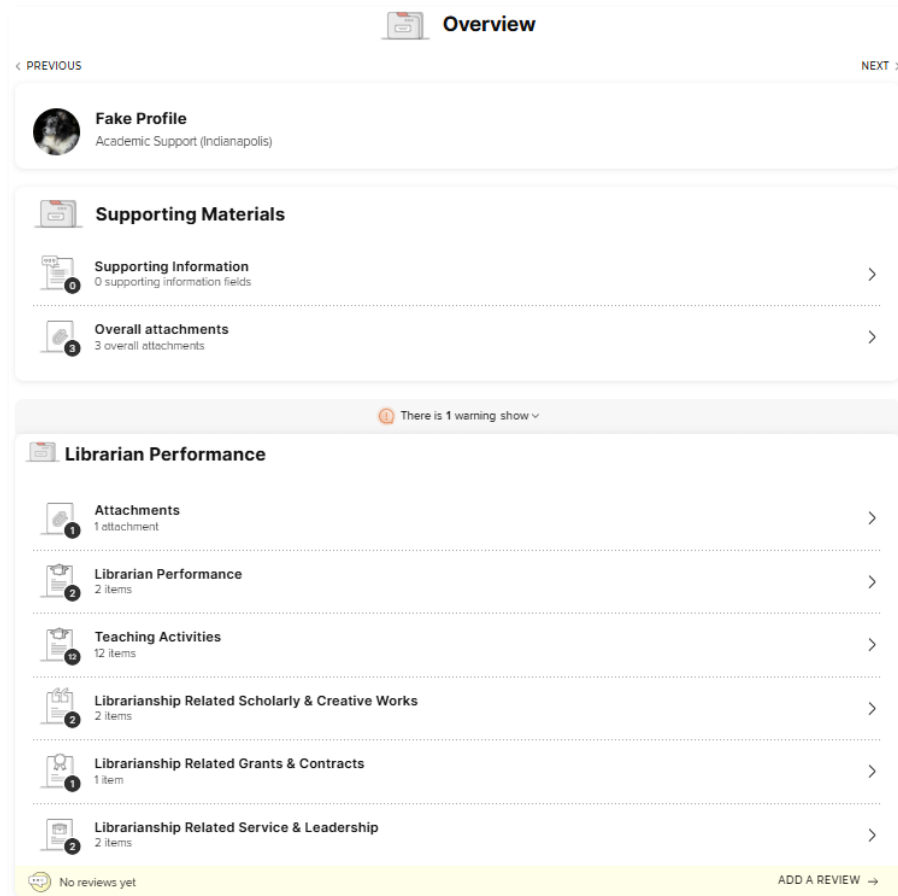 Overview
PREVIOUS
NEXT
Fake Profile
Academic Support (Indianapolis)
Supporting Materials
Supporting Information
0
0 supporting information fields
Overall attachments
3
3 overall attachments
There is 1 warning show
Librarian Performance
Attachments
1
1 attachment
Librarian Performance
2
2 items
Teaching Activities
12
12 items
Librarianship Related Scholarly & Creative Works
2
2 items
Librarianship Related Grants & Contracts
1
1 item
Librarianship Related Service & Leadership
2
2 items
No reviews yet
ADD A REVIEW →